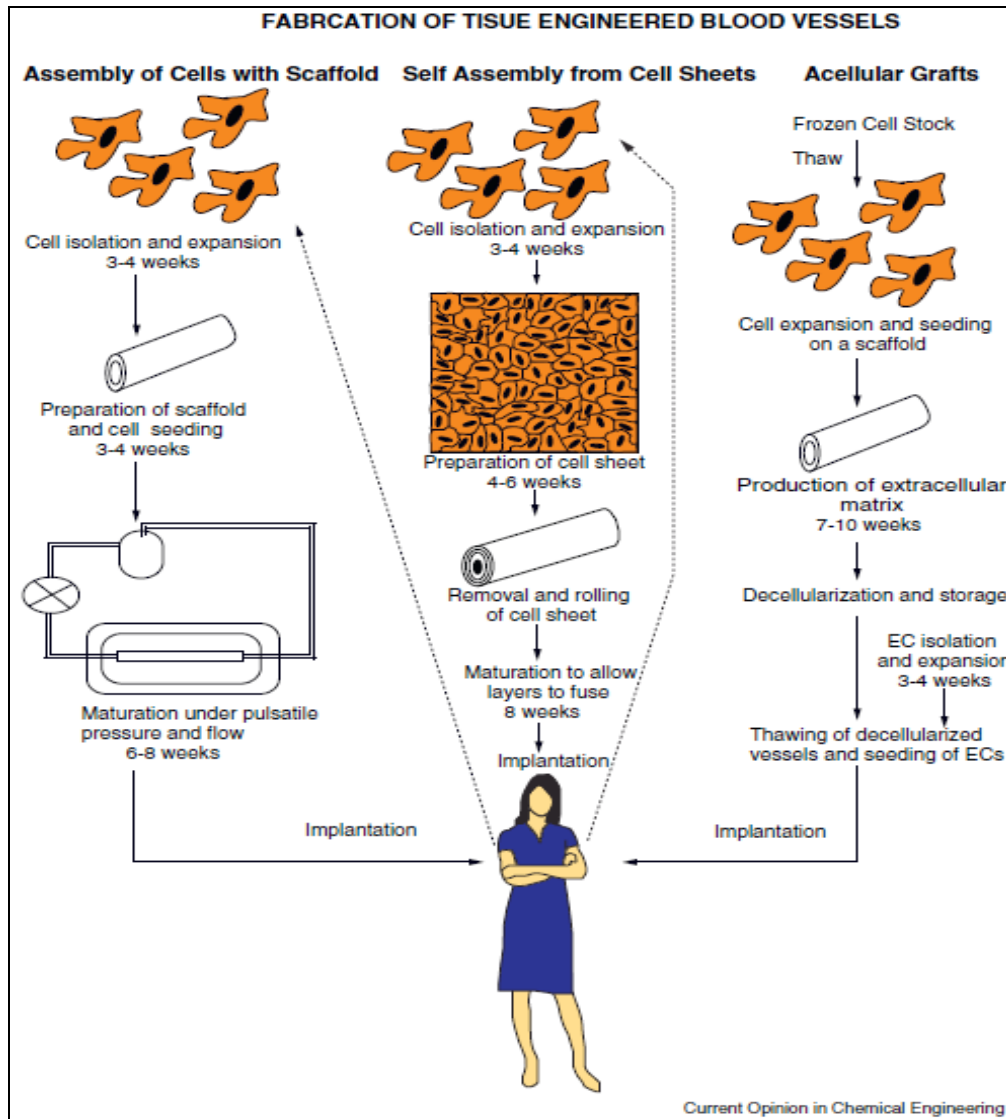 FABRCATION OF TISUE ENGINEERED BLOOD VESSELS
Assembly of Cells with Scaffold
Cell isolation and expansion
3-4 weeks
Preparation of scaffold
and cell seeding
3-4 weeks
Maturation under pulsatile
pressure and flow
6-8 weeks
Implantation
Self Assembly from Cell Sheets
Cell isolation and expansion
3-4 weeks
Preparation of cell sheet
4-6 weeks
Removal and rolling
of cell sheet
Maturation to allow
layers to fuse
8 weeks
Implantation
Acellular Grafts
Frozen Cell Stock
Thaw
Cell expansion and seeding
on a scaffold
Production of extracellular
matrix
7-10 weeks
Decellularization and storage
EC isolation
and expansion
3-4 weeks
Thawing of decellularized
vessels and seeding of ECs
Implantation
Current Opinion in Chemical Engineering